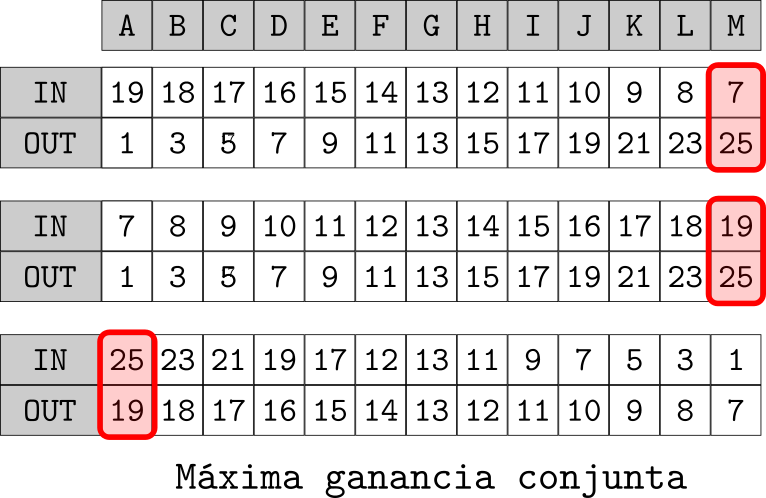 A B C D E F G H I J K L M
IN 19 18 17 16 15 14 13 12 11 10 9 8 7
OUT 1 3 5 7 9 11 13 15 17 19 21 23 25
IN 7 8 9 10 11 12 13 14 15 16 17 18 19
OUT 1 3 5 7 9 11 13 15 17 19 21 23 25
IN 25 23 21 19 17 12 13 11 9 7 5 3 1
OUT 19 18 17 16 15 14 13 12 11 10 9 8 7
Máxima ganancia conjunta